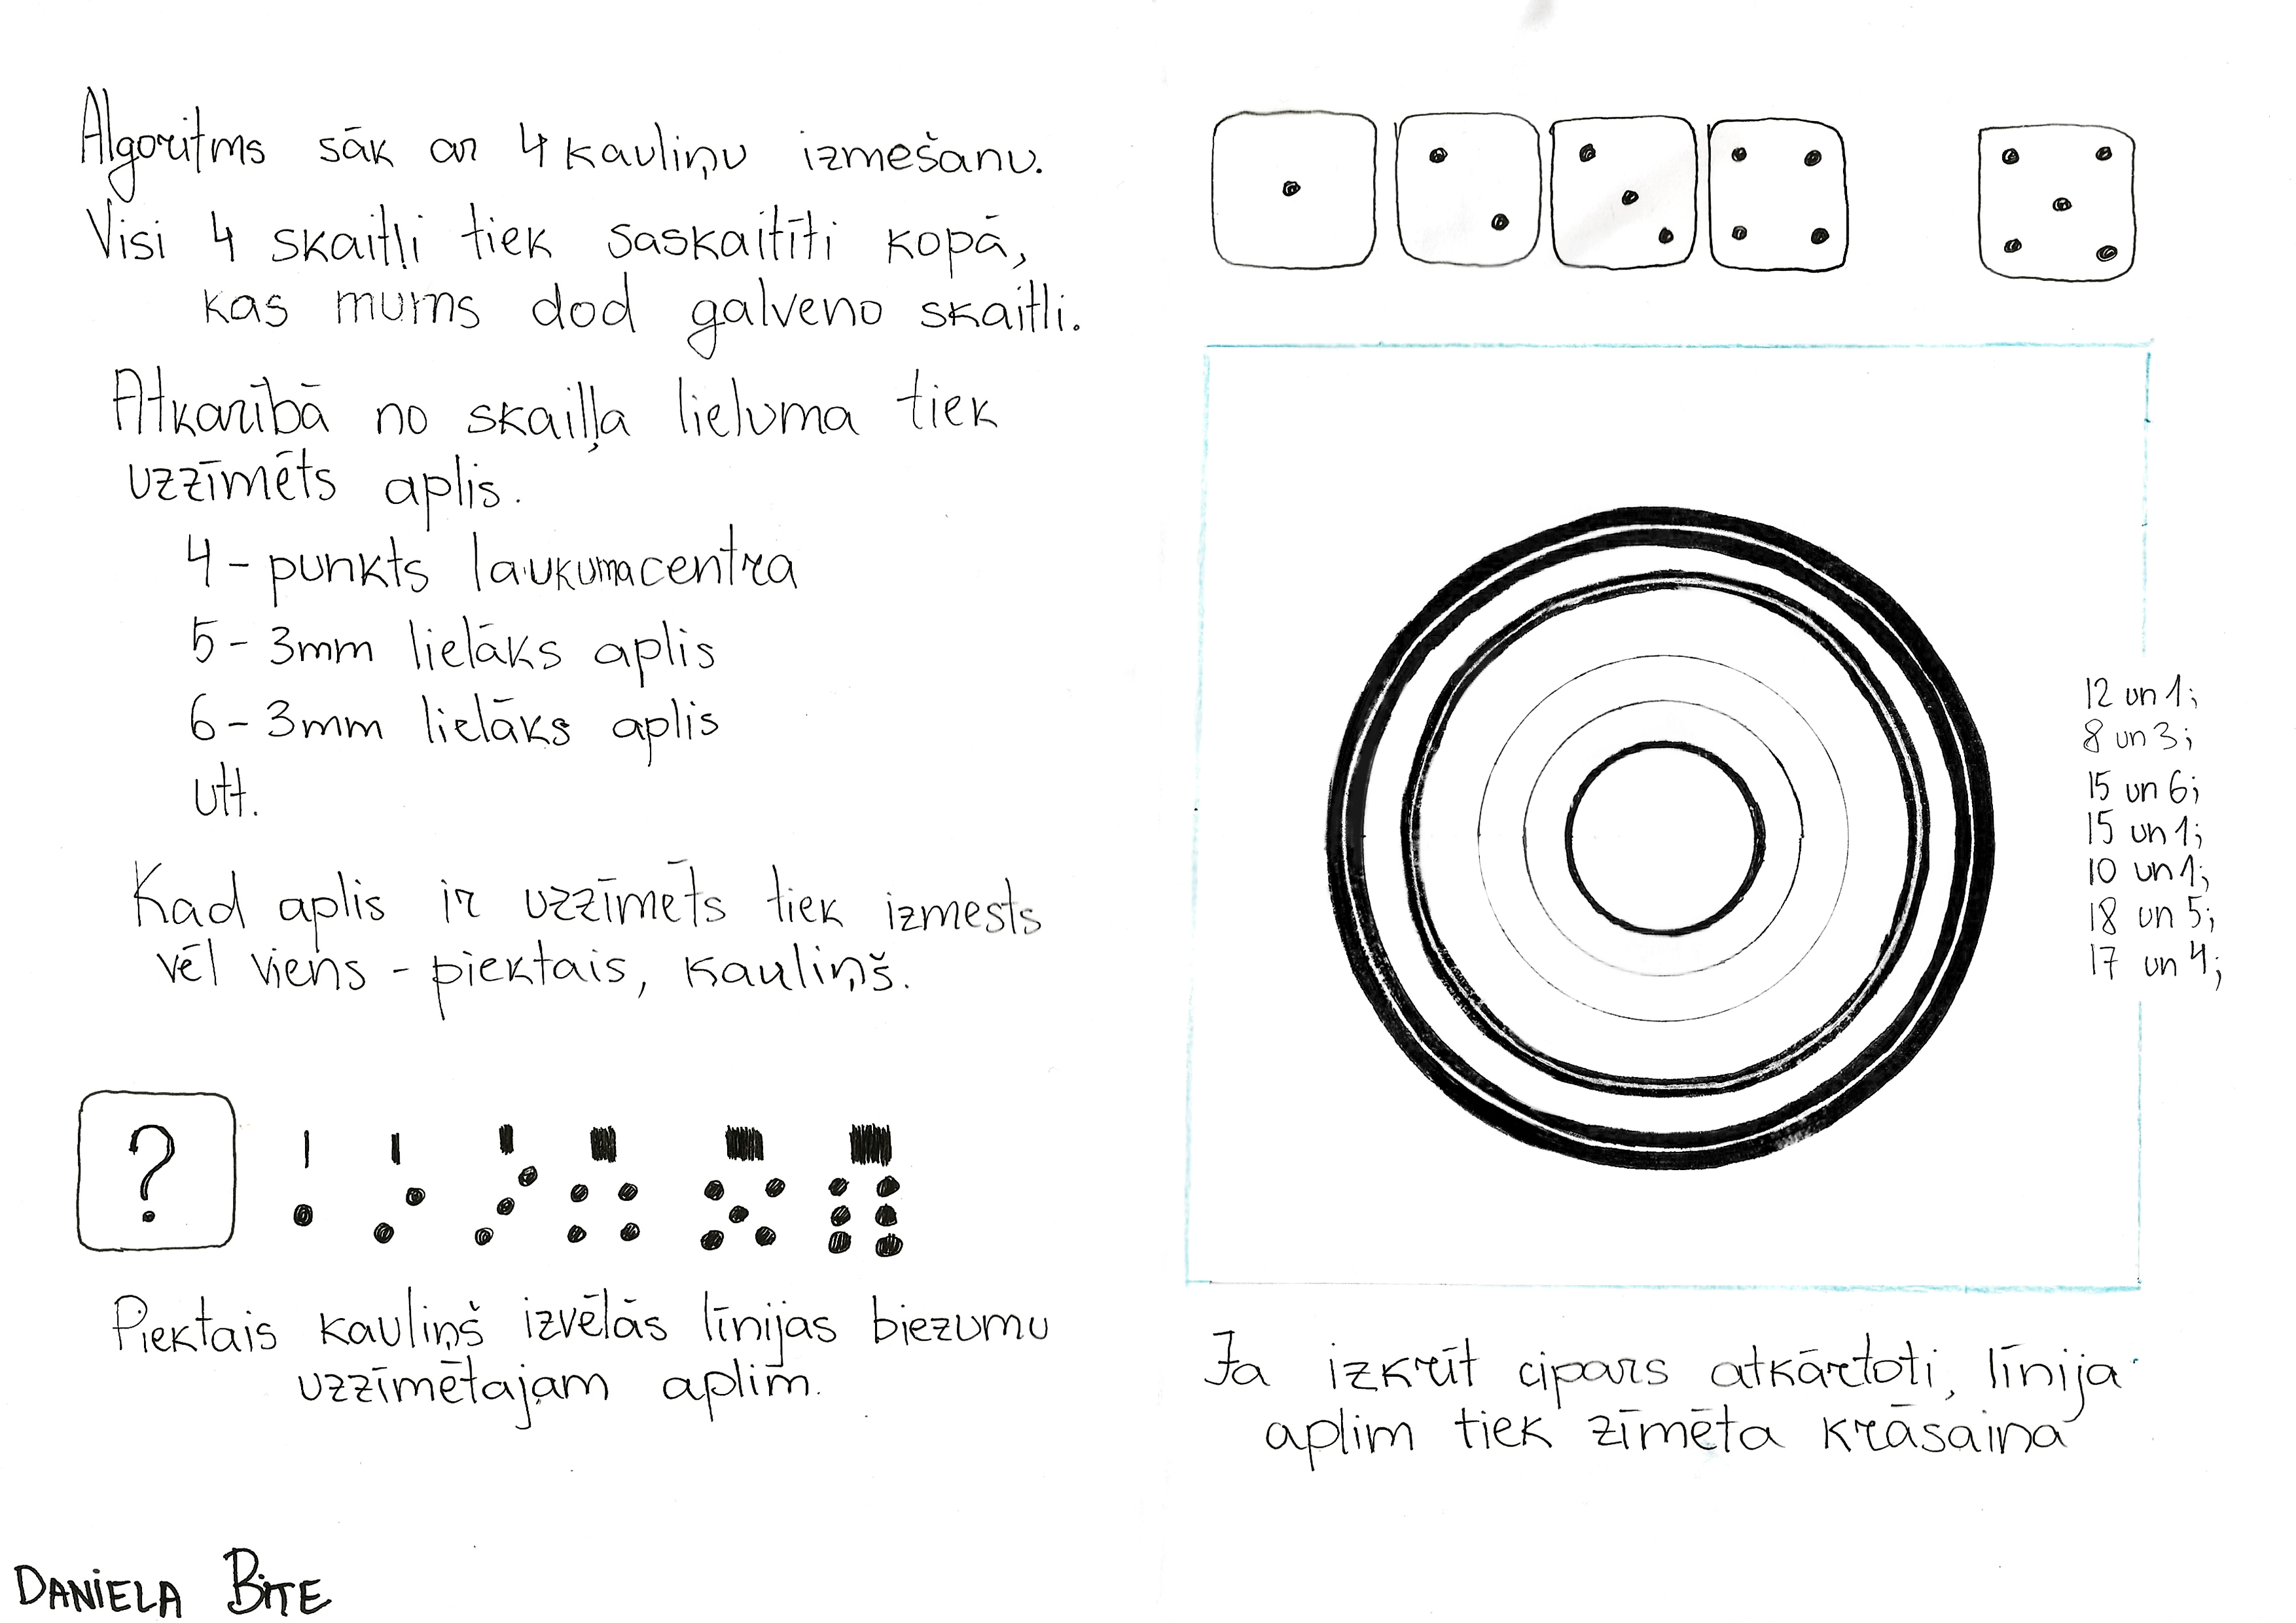 Algoritms sāk ar 4 kauliņu izmešanu.
Visi 4 skaitļi tiek saskaitīti kopā,
kas mums dod galveno skaitli.
Atkarībā no skaiļļa lieluma tiek
uzzīmēts aplis.
4 - punkts laukuma centra
5 - 3mm lielāks aplis
6 - 3mm lielāks aplis
utt.
Kad aplis ir uzzīmēts tiek izmests
vēl viens - piektais, kauliņš.
?
Piektais kauliņš izvēlās līnijas biezumu
uzzīmētajam aplim.
DANiELA BiTE
12 un 1;
8 un 3;
15 un 6;
15 un 1;
10 un 1;
18 un 5;
17 un 4;
Ja izkrīt cipars atkārtoti, līnija
aplim tiek zīmēta krāsaina